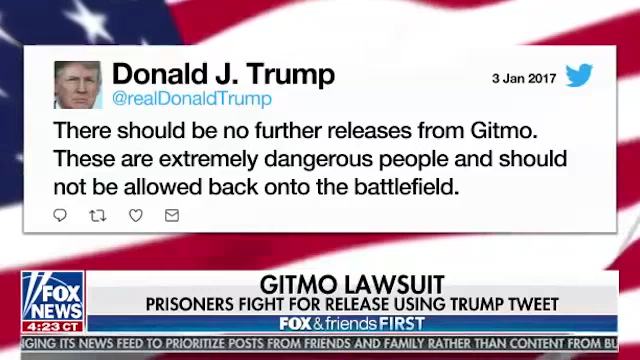 Donald J. Trump
3 Jan 2017
@realDonaldTrump
There should be no further releases from Gitmo.
These are extremely dangerous people and should
not be allowed back onto the battlefield.
GITMO LAWSUIT
PRISONERS FIGHT FOR RELEASE USING TRUMP TWEET
FOX
NEWS
4:23 CT
FOX & friends FIRST
GING ITS NEWS FEED TO PRIORITIZE POSTS FROM FRIENDS AND FAMILY RATHER THAN CONTENT FROM BU